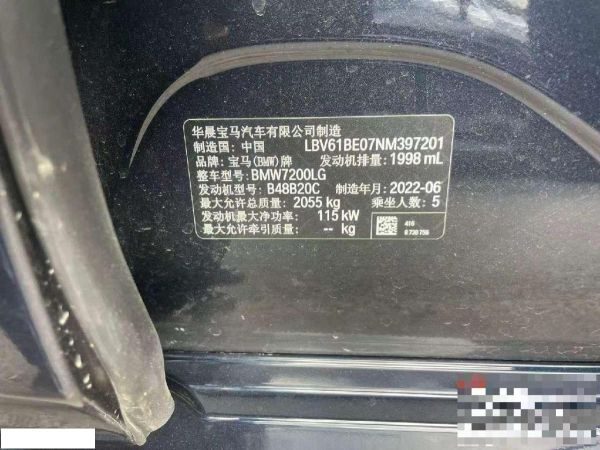 华晨宝马汽车有限公司制造
制造国：中国 LBV61BE07NM397201
品牌：宝马(BMW)牌 发动机排量：1998 mL
整车型号：BMW7200LG
发动机型号：B48B20C 制造年月：2022-06
最大允许总质量：2055 kg 乘坐人数：5
发动机最大净功率：115 kW
最大允许牵引质量：-- kg
416